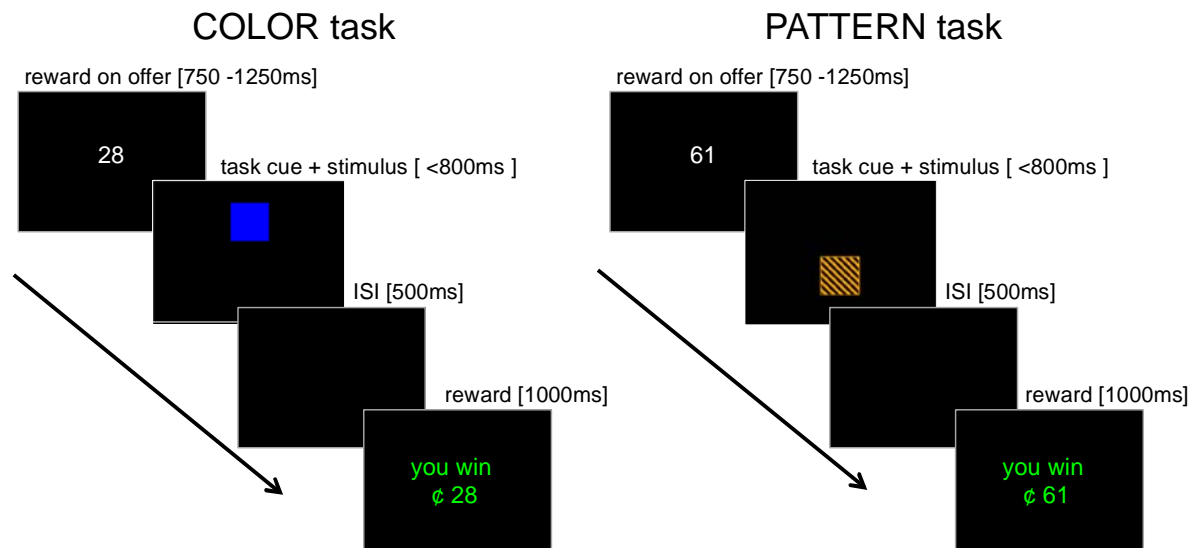 COLOR task
reward on offer [750 -1250ms]
28
task cue + stimulus [ <800ms ]
ISI [500ms]
reward [1000ms]
you win
¢ 28
PATTERN task
reward on offer [750 -1250ms]
61
task cue + stimulus [ <800ms ]
ISI [500ms]
reward [1000ms]
you win
¢ 61